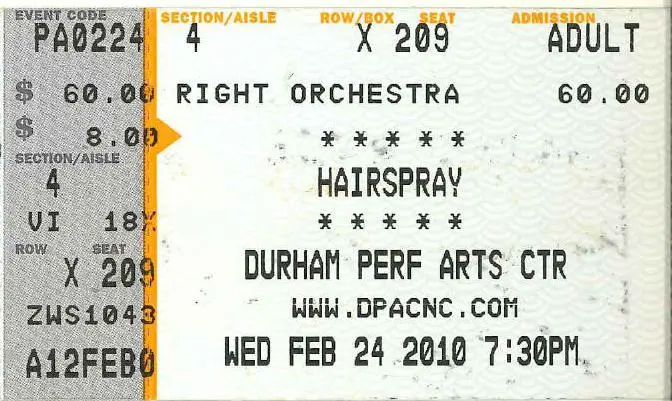 EVENT CODE SECTION/AISLE ROW/BOX SEAT ADMISSION
PA0224 4 X 209 ADULT
$ 60.00 RIGHT ORCHESTRA 60.00
$ 8.00 * * * * *
SECTION/AISLE
4 HAIRSPRAY
VI 18X * * * * *
ROW SEAT
X 209 DURHAM PERF ARTS CTR
ZWS1043 WWW.DPACNC.COM
A12FEB0 WED FEB 24 2010 7:30PM